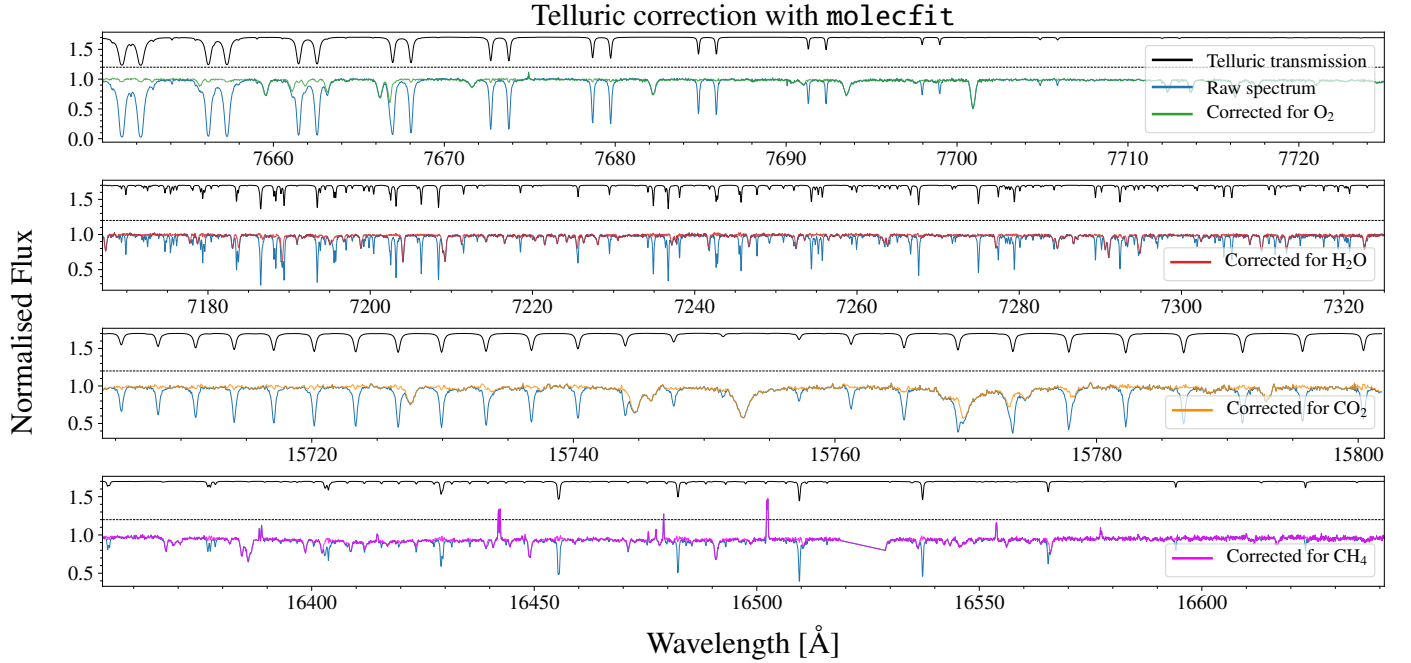 Telluric correction with molecfit
Normalised Flux
1.5
1.0
0.5
0.0
Telluric transmission
Raw spectrum
Corrected for O₂
7660 7670 7680 7690 7700 7710 7720
1.5
1.0
0.5
Corrected for H₂O
7180 7200 7220 7240 7260 7280 7300 7320
1.5
1.0
0.5
Corrected for CO₂
15720 15740 15760 15780 15800
1.5
1.0
0.5
Corrected for CH₄
16400 16450 16500 16550 16600
Wavelength [Å]